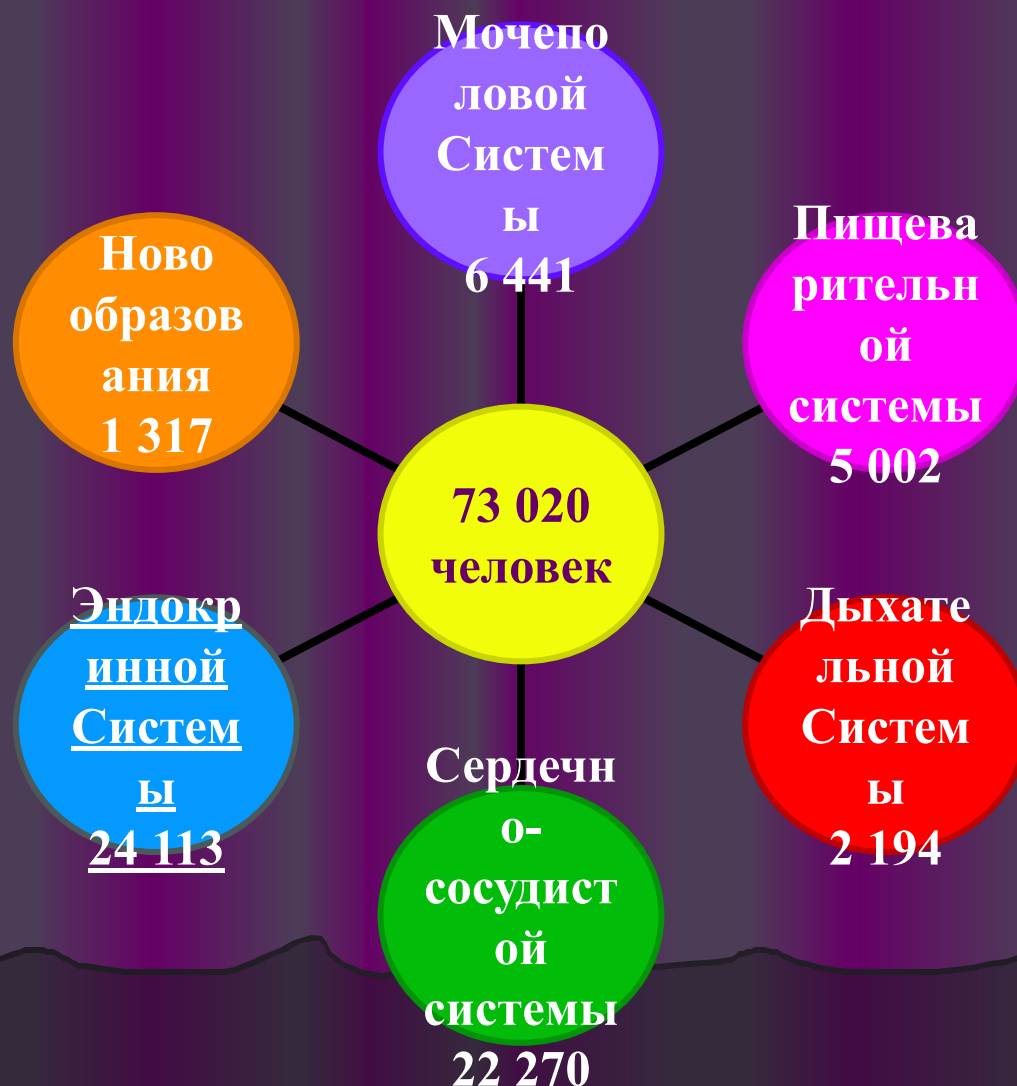 Мочепо
ловой
Систем
ы
6 441
Пищева
рительн
ой
системы
5 002
Дыхате
льной
Систем
ы
2 194
Сердечн
о-
сосудист
ой
системы
22 270
Эндокр
инной
Систем
ы
24 113
Ново
образов
ания
1 317
73 020
человек